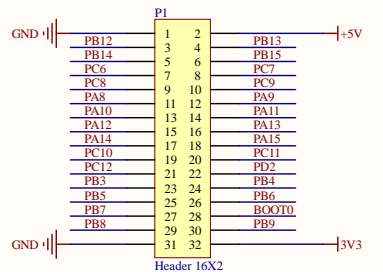 P1
GND 1 2 +5V
PB12 3 4 PB13
PB14 5 6 PB15
PC6 7 8 PC7
PC8 9 10 PC9
PA8 11 12 PA9
PA10 13 14 PA11
PA12 15 16 PA13
PA14 17 18 PA15
PC10 19 20 PC11
PC12 21 22 PD2
PB3 23 24 PB4
PB5 25 26 PB6
PB7 27 28 BOOT0
PB8 29 30 PB9
GND 31 32 3V3
Header 16X2